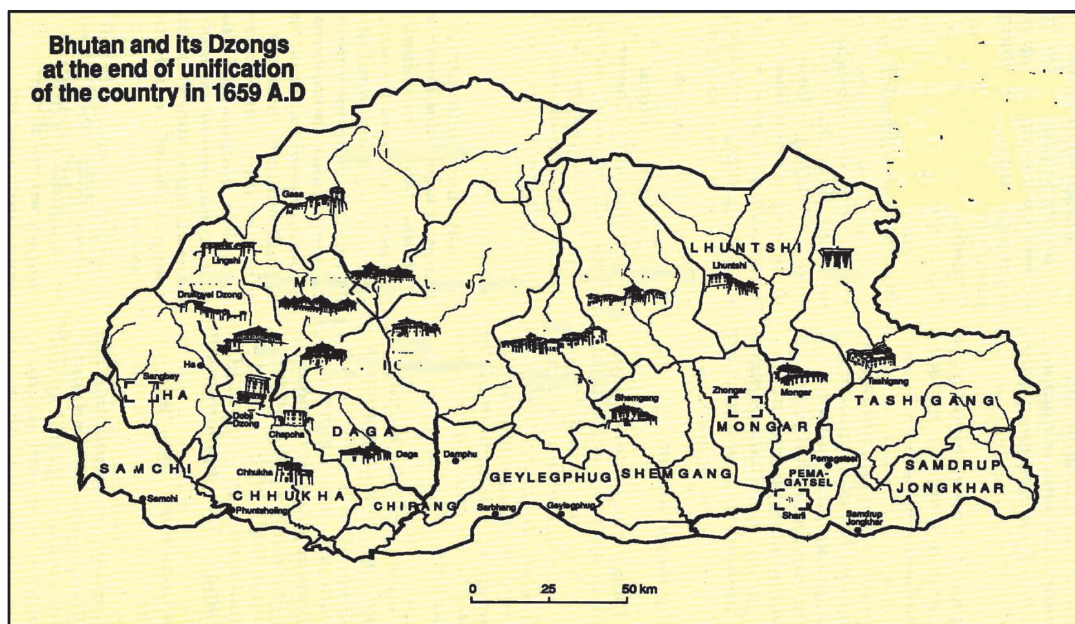 Bhutan and its Dzongs
at the end of unification
of the country in 1659 A.D
Gasa
Lingshi
LHUNTSHI
Lhuntshi
Drukgyel Dzong
Ha
Sangbay
HA
Dobji
Dzong
Chapcha
DAGA
Daga
Damphu
Shemgang
Zhongar
Mongar
MONGAR
Tashigang
TASHIGANG
SAMCHI
Samchi
Chhukha
CHHUKHA
Phuntsholing
CHIRANG
GEYLEGPHUG
Sarbhang
Geylegphug
SHEMGANG
Pemagatsel
PEMA-
GATSEL
Sharli
SAMDRUP
JONGKHAR
Samdrup
Jongkhar
0 25 50 km